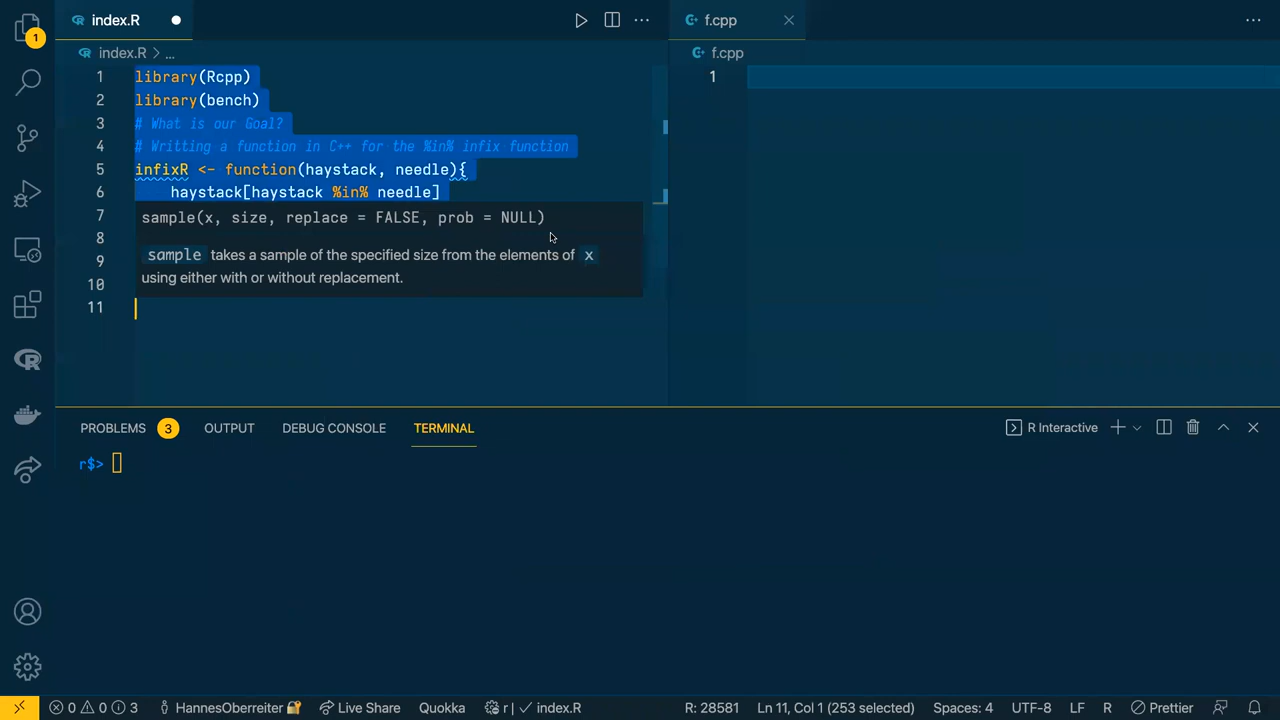 1
index.R
f.cpp
index.R > ...
f.cpp
1 library(Rcpp)
2 library(bench)
3 # What is our Goal?
4 # Writting a function in C++ for the %in% infix function
5 infixR <- function(haystack, needle){
6 haystack[haystack %in% needle]
7
8
9
10
11
sample(x, size, replace = FALSE, prob = NULL)
sample takes a sample of the specified size from the elements of x
using either with or without replacement.
1
PROBLEMS 3 OUTPUT DEBUG CONSOLE TERMINAL
R Interactive
r$>
0 0 3 HannesOberreiter Live Share Quokka r | index.R R: 28581 Ln 11, Col 1 (253 selected) Spaces: 4 UTF-8 LF R Prettier